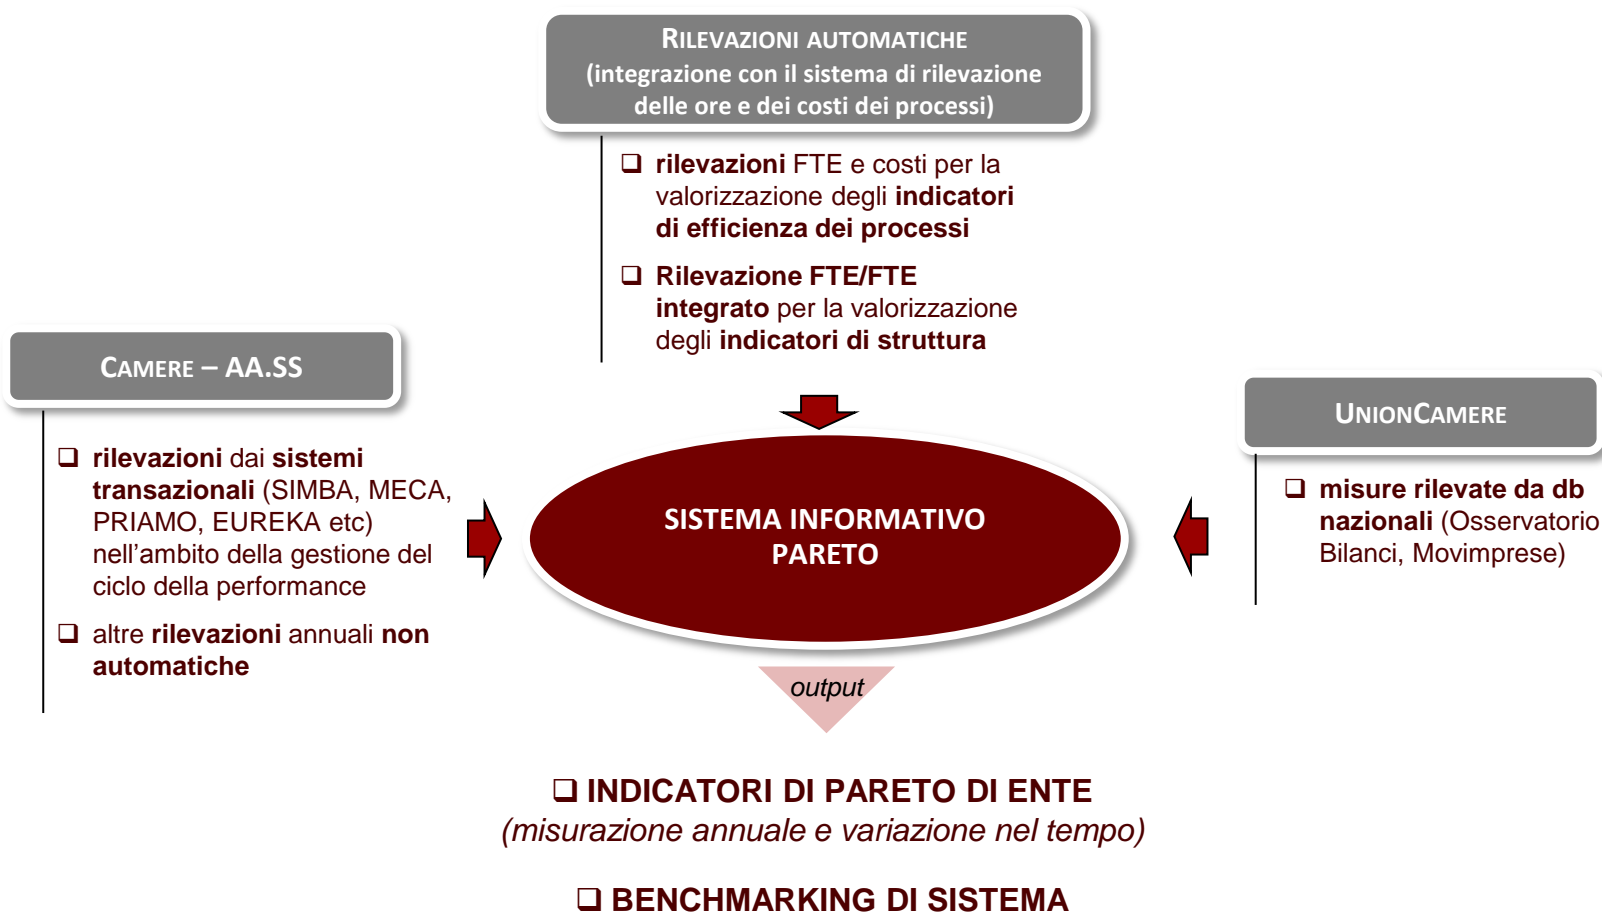 RILEVAZIONI AUTOMATICHE
(integrazione con il sistema di rilevazione
delle ore e dei costi dei processi)
❑ rilevazioni FTE e costi per la
valorizzazione degli indicatori
di efficienza dei processi
❑ Rilevazione FTE/FTE
integrato per la valorizzazione
degli indicatori di struttura
CAMERE – AA.SS
❑ rilevazioni dai sistemi
transazionali (SIMBA, MECA,
PRIAMO, EUREKA etc)
nell'ambito della gestione del
ciclo della performance
❑ altre rilevazioni annuali non
automatiche
SISTEMA INFORMATIVO
PARETO
UNIONCAMERE
❑ misure rilevate da db
nazionali (Osservatorio
Bilanci, Movimprese)
output
❑ INDICATORI DI PARETO DI ENTE
(misurazione annuale e variazione nel tempo)
❑ BENCHMARKING DI SISTEMA